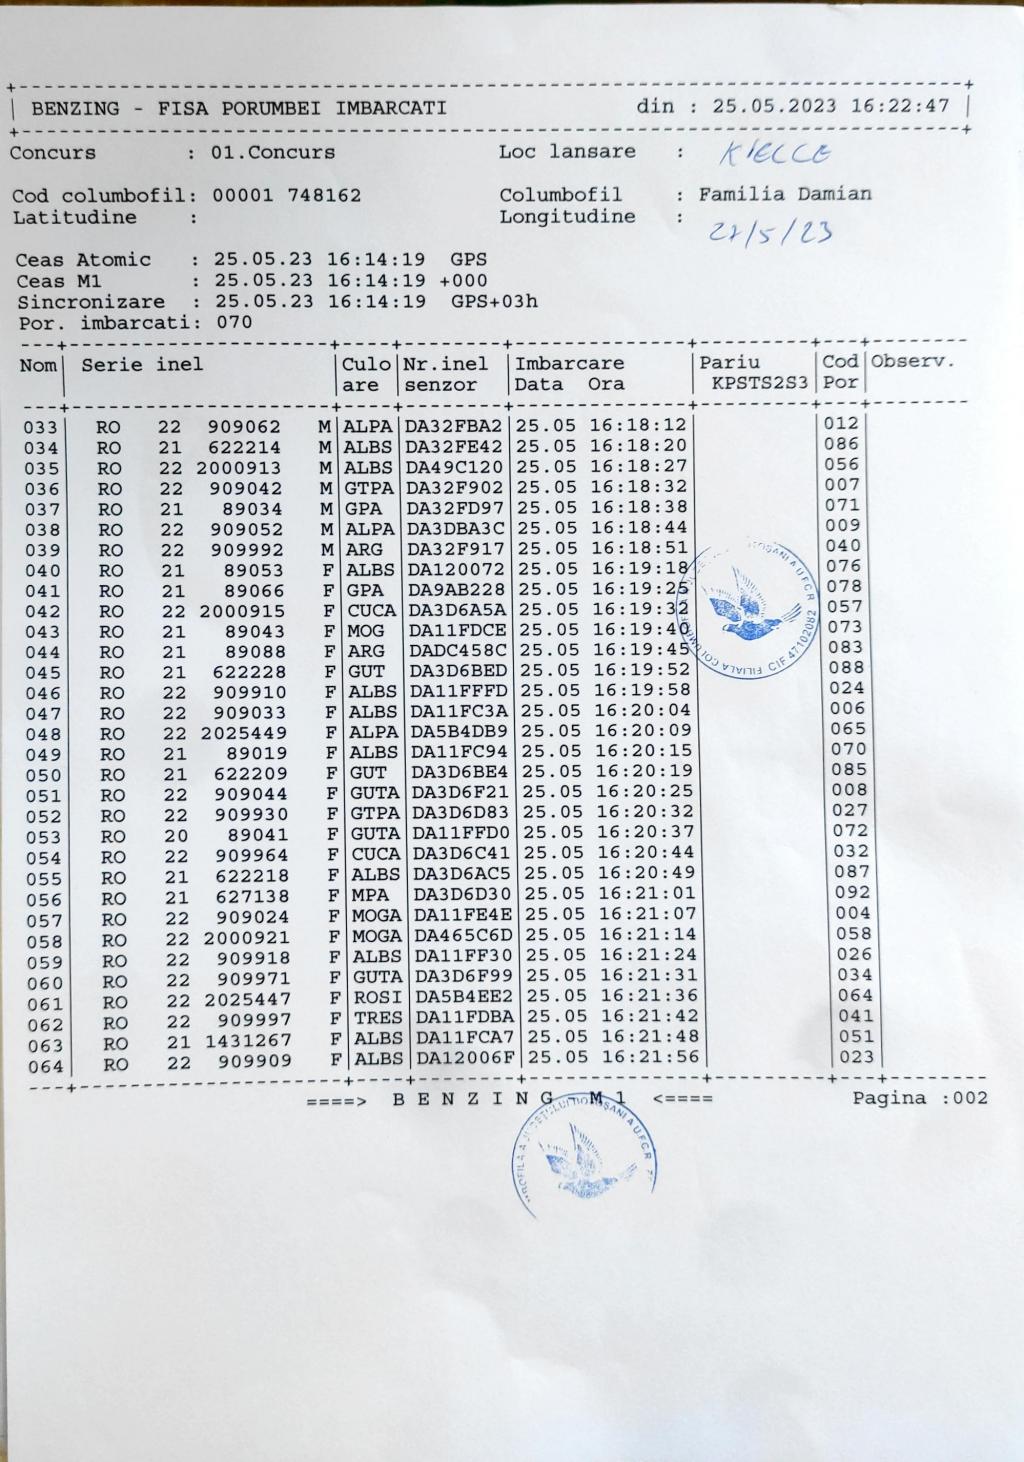 BENZING - FISA PORUMBEI IMBARCATI din : 25.05.2023 16:22:47
Concurs : 01.Concurs Loc lansare : KIELCE
Cod columbofil: 00001 748162 Columbofil : Familia Damian
Latitudine : Longitudine :
27/5/23
Ceas Atomic : 25.05.23 16:14:19 GPS
Ceas M1 : 25.05.23 16:14:19 +000
Sincronizare : 25.05.23 16:14:19 GPS+03h
Por. imbarcati: 070
Nom Serie inel Culo Nr.inel Imbarcare Pariu Cod Observ.
are senzor Data Ora KPSTS2S3 Por
033 RO 22 909062 M ALPA DA32FBA2 25.05 16:18:12 012
034 RO 21 622214 M ALBS DA32FE42 25.05 16:18:20 086
035 RO 22 2000913 M ALBS DA49C120 25.05 16:18:27 056
036 RO 22 909042 M GTPA DA32F902 25.05 16:18:32 007
037 RO 21 89034 M GPA DA32FD97 25.05 16:18:38 071
038 RO 22 909052 M ALPA DA3DBA3C 25.05 16:18:44 009
039 RO 22 909992 M ARG DA32F917 25.05 16:18:51 040
040 RO 21 89053 F ALBS DA120072 25.05 16:19:18 076
041 RO 21 89066 F GPA DA9AB228 25.05 16:19:25 078
042 RO 22 2000915 F CUCA DA3D6A5A 25.05 16:19:32 057
043 RO 21 89043 F MOG DA11FDCE 25.05 16:19:40 073
044 RO 21 89088 F ARG DADC458C 25.05 16:19:45 083
045 RO 21 622228 F GUT DA3D6BED 25.05 16:19:52 088
046 RO 22 909910 F ALBS DA11FFFD 25.05 16:19:58 024
047 RO 22 909033 F ALBS DA11FC3A 25.05 16:20:04 006
048 RO 22 2025449 F ALPA DA5B4DB9 25.05 16:20:09 065
049 RO 21 89019 F ALBS DA11FC94 25.05 16:20:15 070
050 RO 21 622209 F GUT DA3D6BE4 25.05 16:20:19 085
051 RO 22 909044 F GUTA DA3D6F21 25.05 16:20:25 008
052 RO 22 909930 F GTPA DA3D6D83 25.05 16:20:32 027
053 RO 20 89041 F GUTA DA11FFD0 25.05 16:20:37 072
054 RO 22 909964 F CUCA DA3D6C41 25.05 16:20:44 032
055 RO 21 622218 F ALBS DA3D6AC5 25.05 16:20:49 087
056 RO 21 627138 F MPA DA3D6D30 25.05 16:21:01 092
057 RO 22 909024 F MOGA DA11FE4E 25.05 16:21:07 004
058 RO 22 2000921 F MOGA DA465C6D 25.05 16:21:14 058
059 RO 22 909918 F ALBS DA11FF30 25.05 16:21:24 026
060 RO 22 909971 F GUTA DA3D6F99 25.05 16:21:31 034
061 RO 22 2025447 F ROSI DA5B4EE2 25.05 16:21:36 064
062 RO 22 909997 F TRES DA11FDBA 25.05 16:21:42 041
063 RO 21 1431267 F ALBS DA11FCA7 25.05 16:21:48 051
064 RO 22 909909 F ALBS DA12006F 25.05 16:21:56 023
FILIALA COLUMBOFILA A A U.F.C.R CIF 47102082
====> B E N Z I N G - M 1 <==== Pagina :002
A JUDETULUI BOTOSANI A U.F.C.R